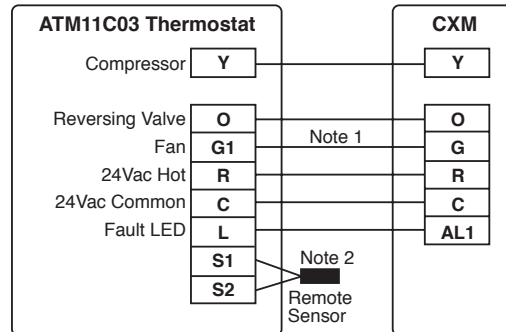 ATM11C03 Thermostat CXM
Compressor Y Y
Reversing Valve O O
Note 1
Fan G1 G
24Vac Hot R R
24Vac Common C C
Fault LED L AL1
S1 Note 2
S2 Remote
Sensor